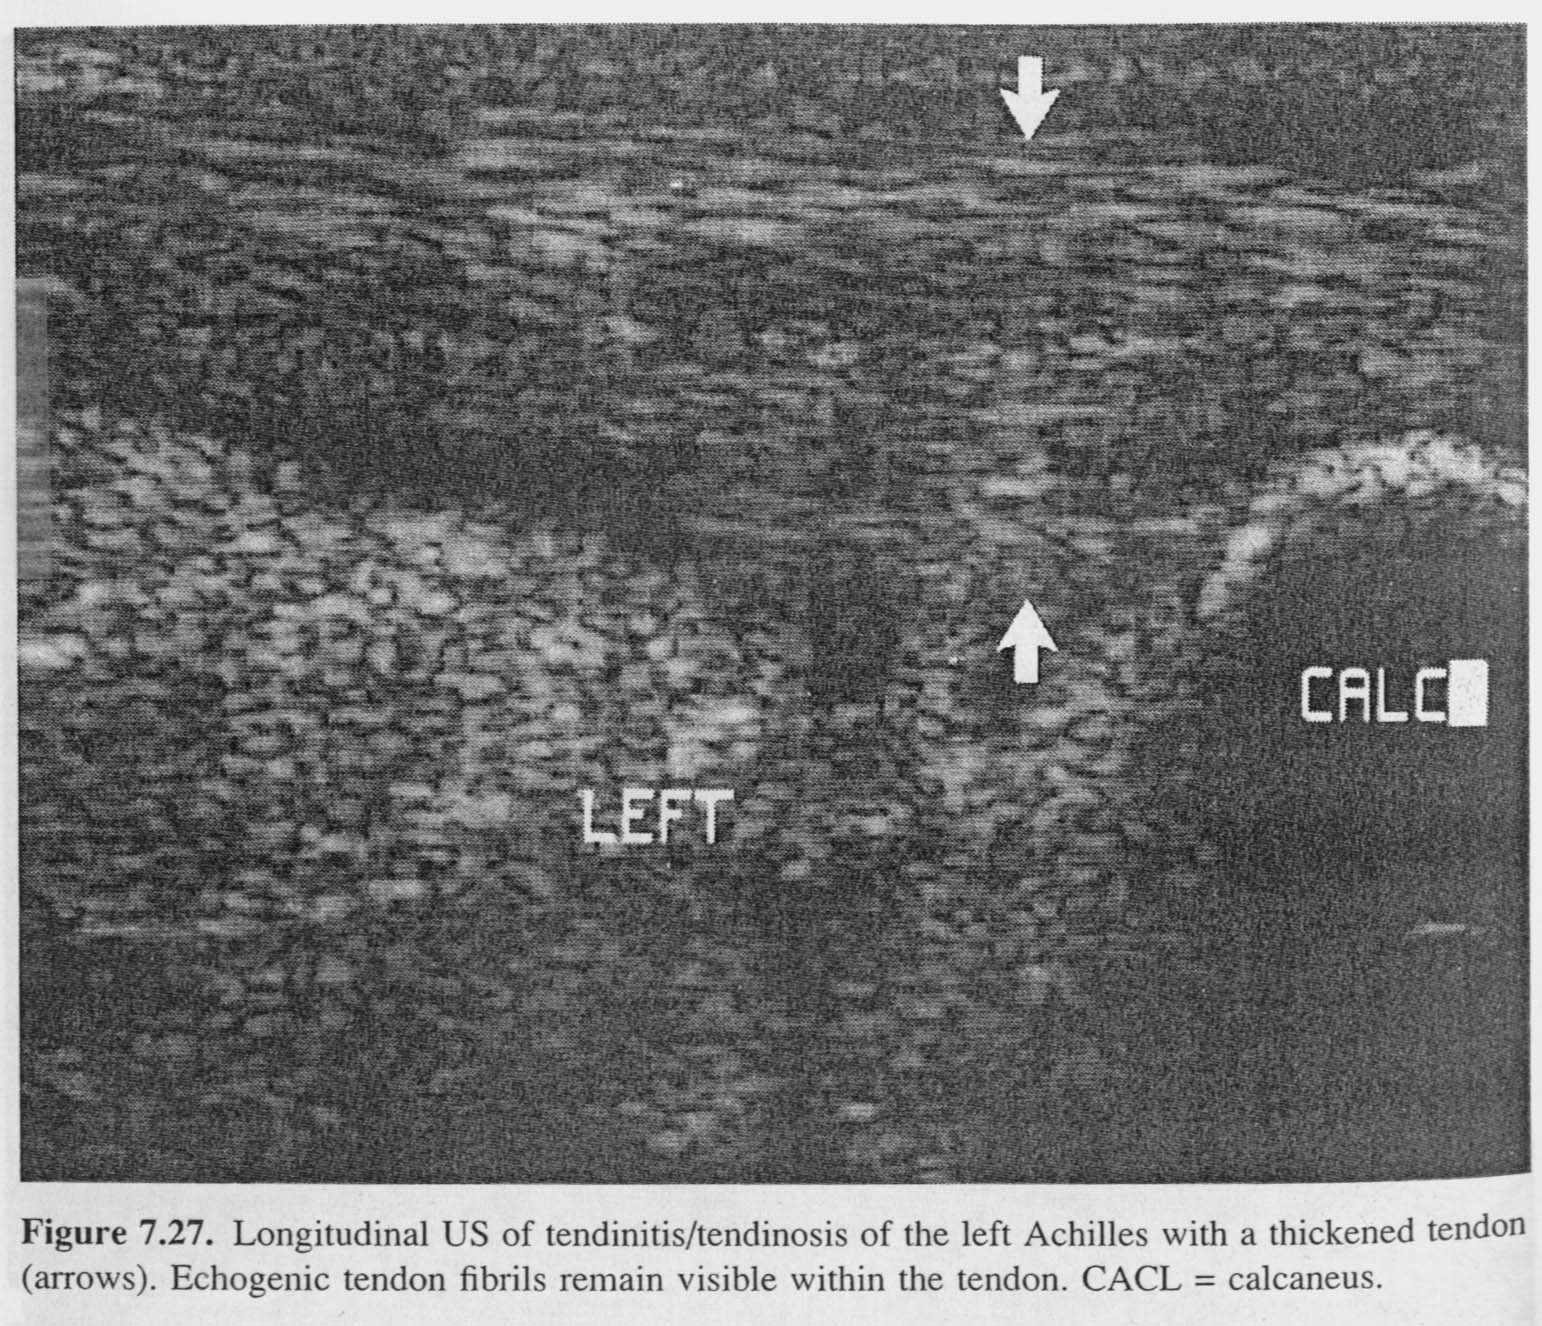 CALC
LEFT
Figure 7.27. Longitudinal US of tendinitis/tendinosis of the left Achilles with a thickened tendon
(arrows). Echogenic tendon fibrils remain visible within the tendon. CACL = calcaneus.